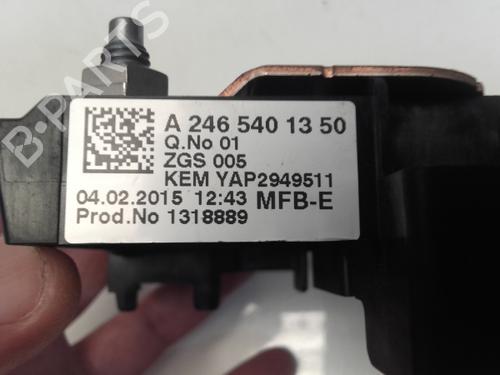 A 246 540 13 50
Q.No 01
ZGS 005
KEM YAP2949511
04.02.2015 12:43 MFB-E
Prod.No 1318889
B-PARTS